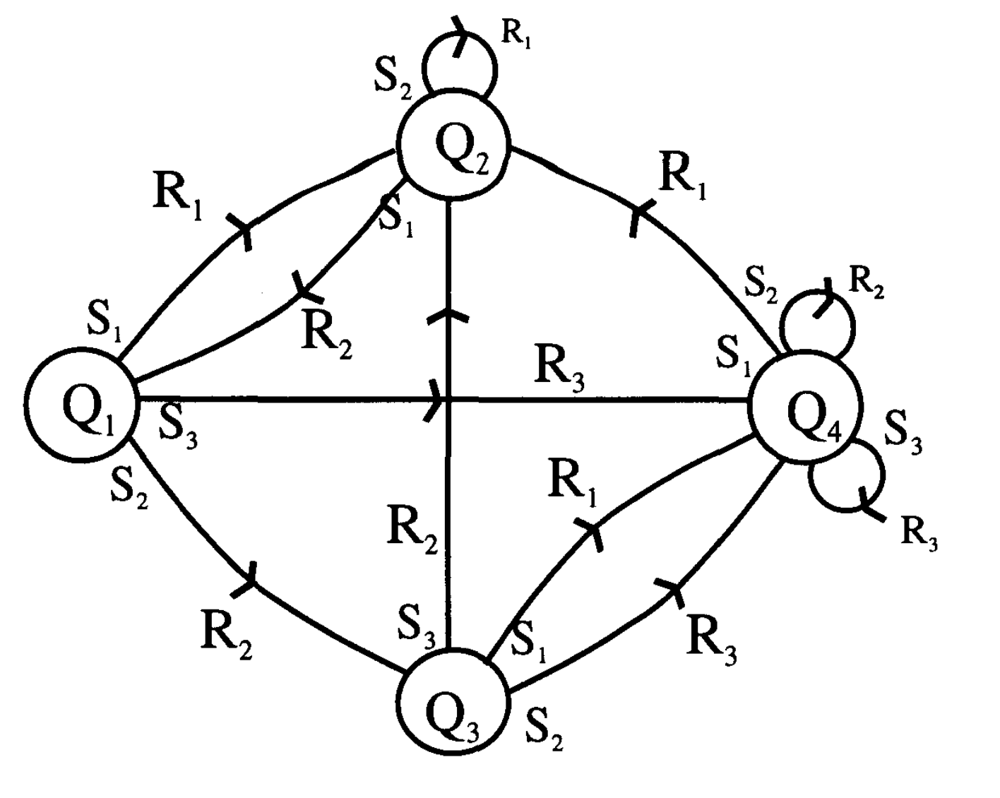 R₁
S₂
Q₂
R₁
R₁
S₁
S₂
R₂
S₁
R₂
S₁
R₃
Q₁
S₃
Q₄
S₃
S₂
R₁
R₂
R₃
R₂
S₃
S₁
R₃
Q₃
S₂